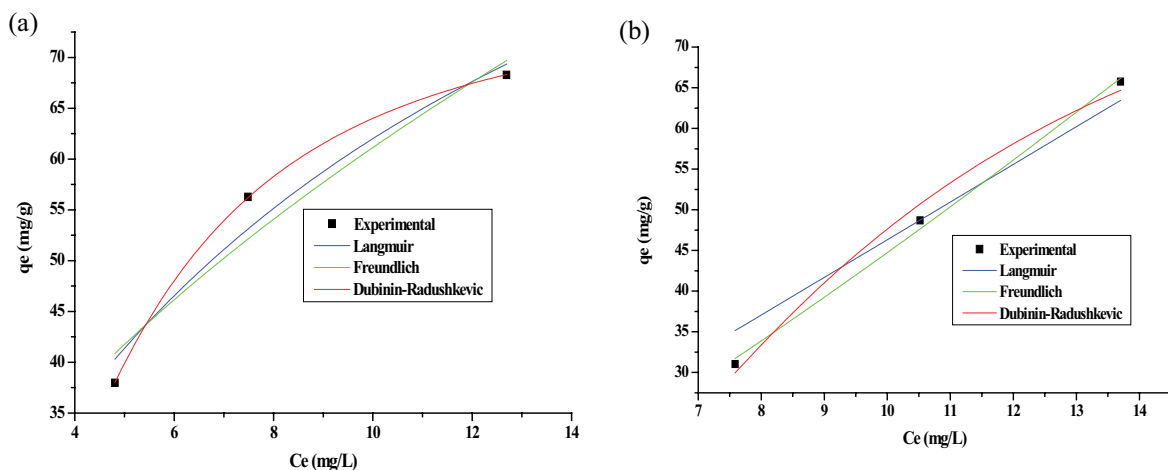 (a)
70
65
60
55
50
45
40
35
qe (mg/g)
Experimental
Langmuir
Freundlich
Dubinin-Radushkevic
4 6 8 10 12 14
Ce (mg/L)
(b)
70
65
60
55
50
45
40
35
30
qe (mg/g)
Experimental
Langmuir
Freundlich
Dubinin-Radushkevic
7 8 9 10 11 12 13 14
Ce (mg/L)